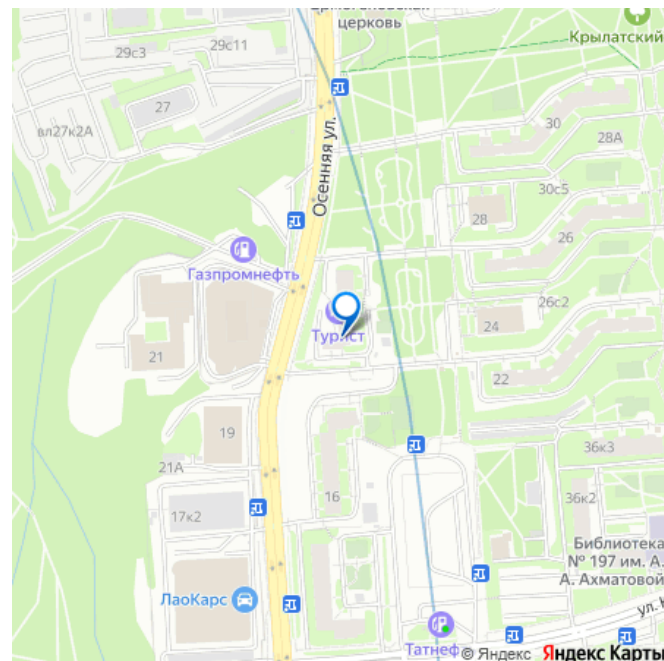 Ермогеновская
церковь
Крылатский
29с3
29с11
27
вл27к2А
30
28А
30с5
Осенняя ул.
28
26
Газпромнефть
26с2
24
Турист
21
22
19
36к3
21А
16
36к2
17к2
Библиотека
№ 197 им. А.
А. Ахматовой
ЛаоКарс
ул. К
Татнеф
© Яндекс Яндекс Карты